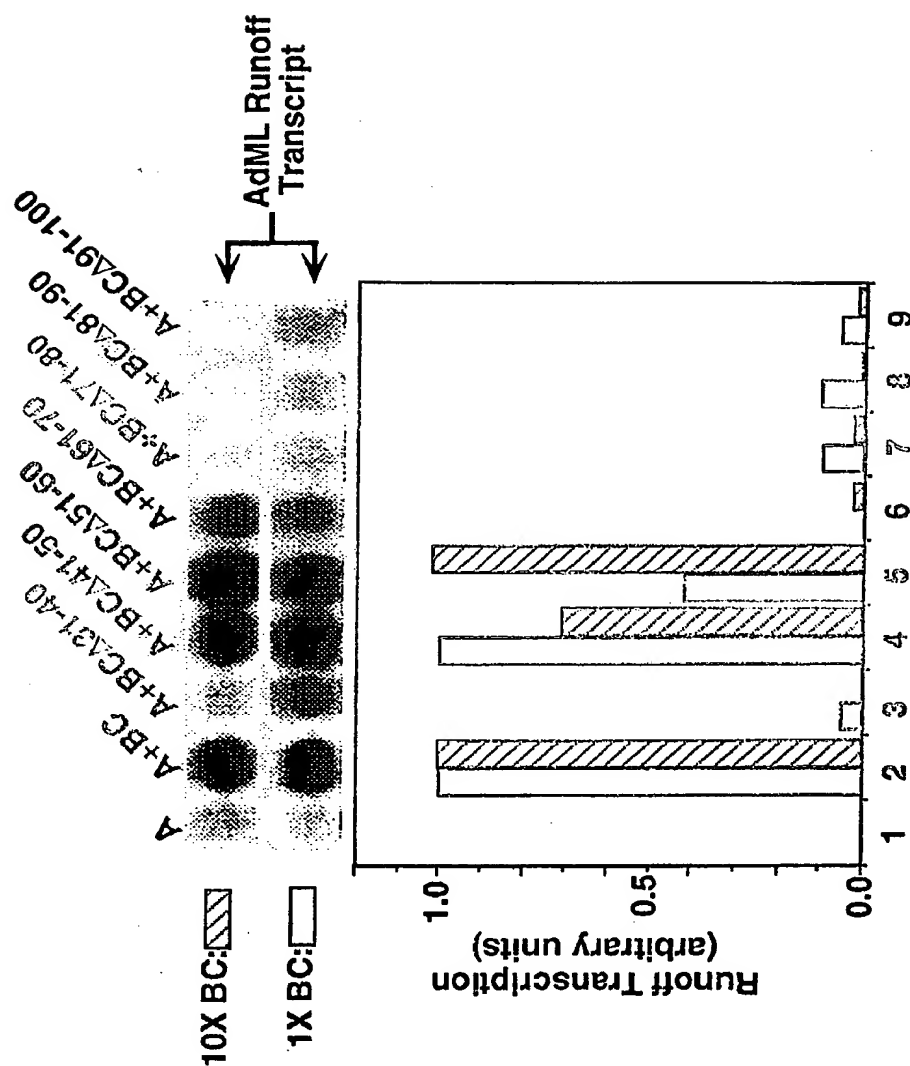 A
A+BC
A+BCΔ31-40
A+BCΔ41-50
A+BCΔ51-60
A+BCΔ61-70
A+BCΔ71-80
A+BCΔ81-90
A+BCΔ91-100
10X BC:
1X BC:
AdML Runoff
Transcript
Runoff Transcription
(arbitrary units)
1.0
0.5
0.0
1 2 3 4 5 6 7 8 9